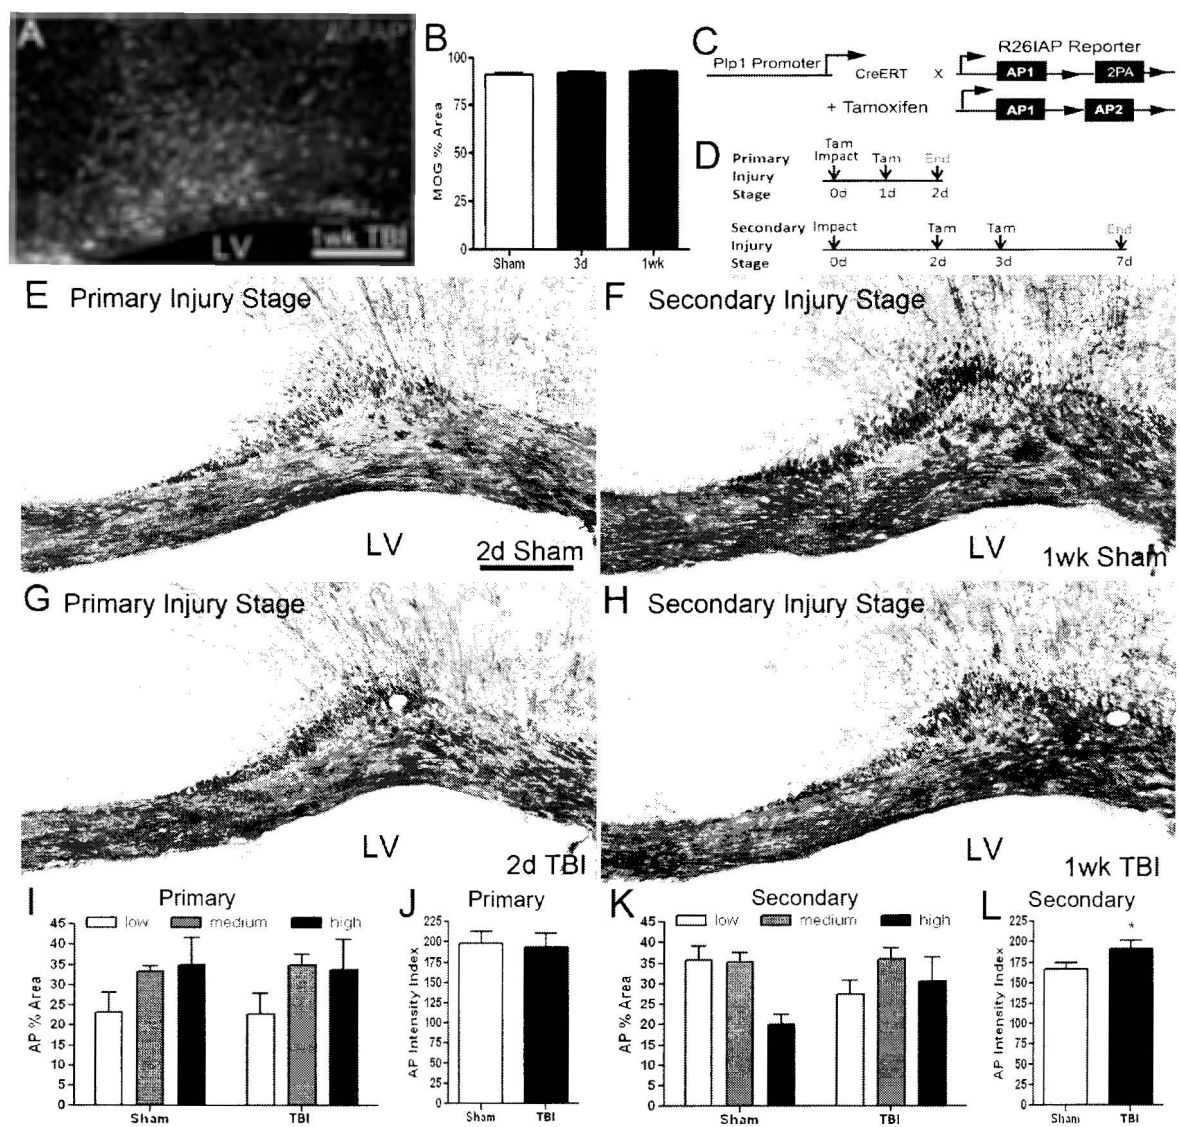 A
LV
1wk TBI
B
MOG % Area
100
75
50
25
0
Sham 3d 1wk
C
R26IAP Reporter
Plp1 Promoter
CreERT X AP1 2PA
+ Tamoxifen AP1 AP2
D
Primary Injury Stage
Tam
Impact Tam End
0d 1d 2d
Secondary Injury Stage
Impact Tam Tam End
0d 2d 3d 7d
E Primary Injury Stage
LV
2d Sham
F Secondary Injury Stage
LV
1wk Sham
G Primary Injury Stage
LV
2d TBI
H Secondary Injury Stage
LV
1wk TBI
I Primary
low medium high
AP % Area
45
40
35
30
25
20
15
10
5
0
Sham TBI
J Primary
AP Intensity Index
225
200
175
150
125
100
75
50
25
0
Sham TBI
K Secondary
low medium high
AP % Area
45
40
35
30
25
20
15
10
5
0
Sham TBI
L Secondary
AP Intensity Index
225
200
175
150
125
100
75
50
25
0
*
Sham TBI